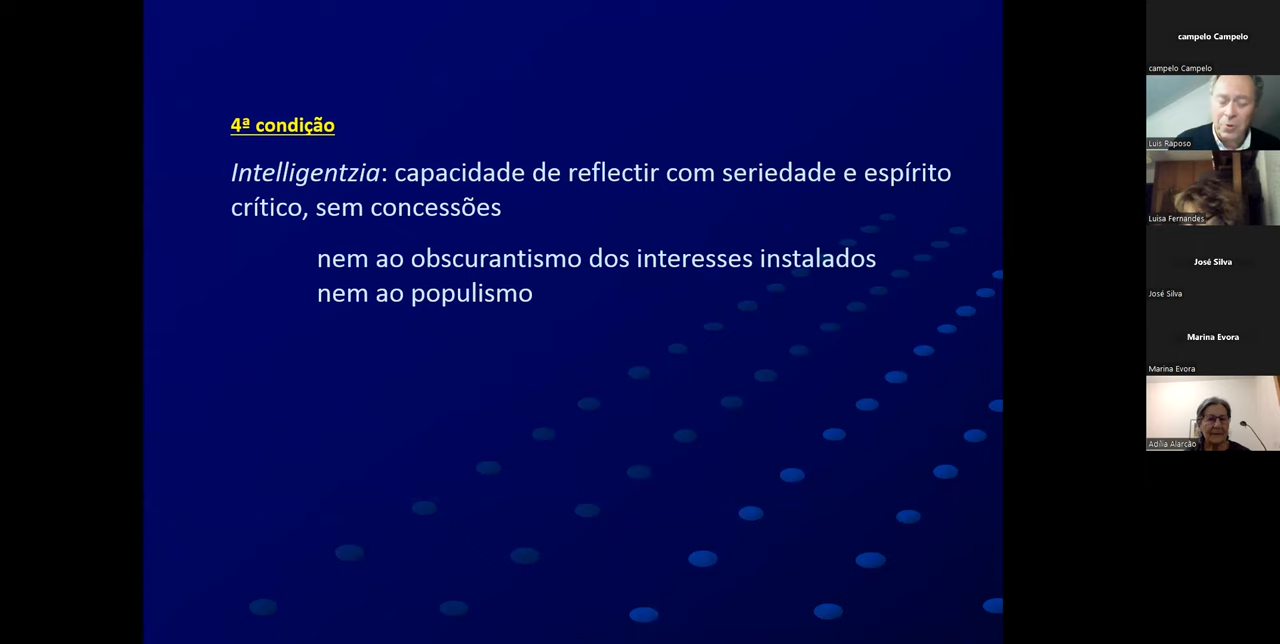 4ª condição
Intelligentzia: capacidade de reflectir com seriedade e espírito
crítico, sem concessões
nem ao obscurantismo dos interesses instalados
nem ao populismo
campelo Campelo
campelo Campelo
Luis Raposo
Luisa Fernandes
José Silva
José Silva
Marina Evora
Marina Evora
Adília Alarcão